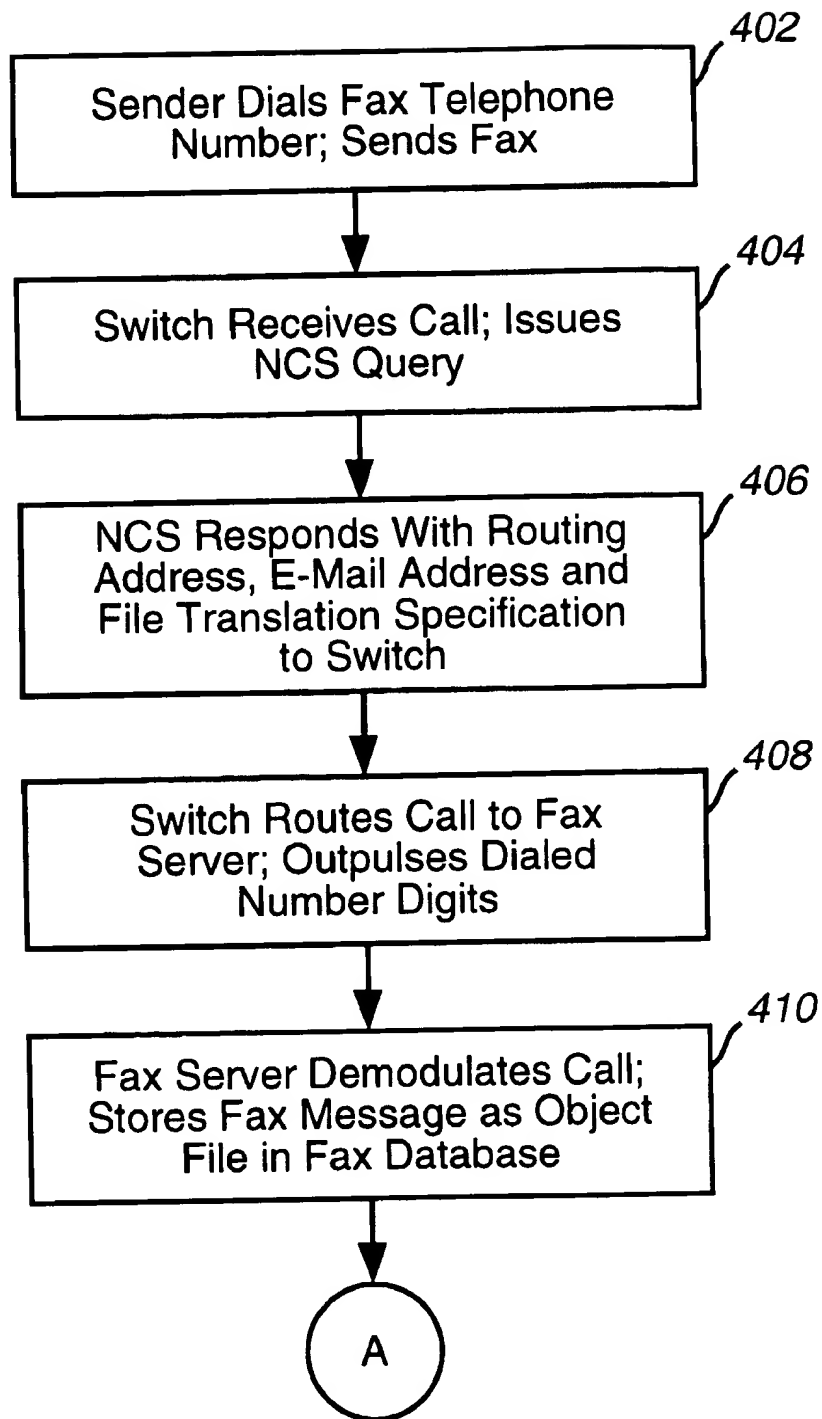 402
Sender Dials Fax Telephone
Number; Sends Fax
404
Switch Receives Call; Issues
NCS Query
406
NCS Responds With Routing
Address, E-Mail Address and
File Translation Specification
to Switch
408
Switch Routes Call to Fax
Server; Outpulses Dialed
Number Digits
410
Fax Server Demodulates Call;
Stores Fax Message as Object
File in Fax Database
A